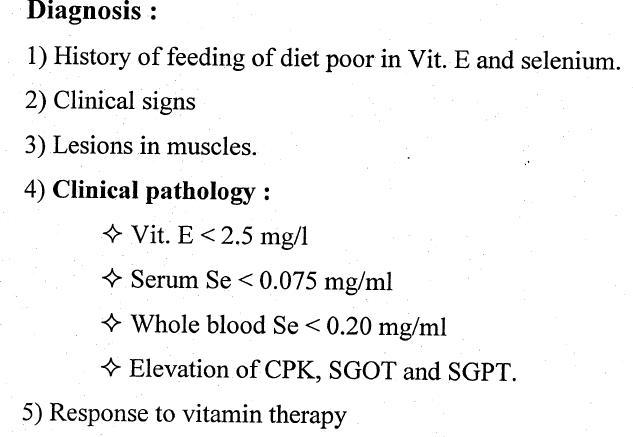 Diagnosis :
1) History of feeding of diet poor in Vit. E and selenium.
2) Clinical signs
3) Lesions in muscles.
4) Clinical pathology :
✧ Vit. E < 2.5 mg/l
✧ Serum Se < 0.075 mg/ml
✧ Whole blood Se < 0.20 mg/ml
✧ Elevation of CPK, SGOT and SGPT.
5) Response to vitamin therapy